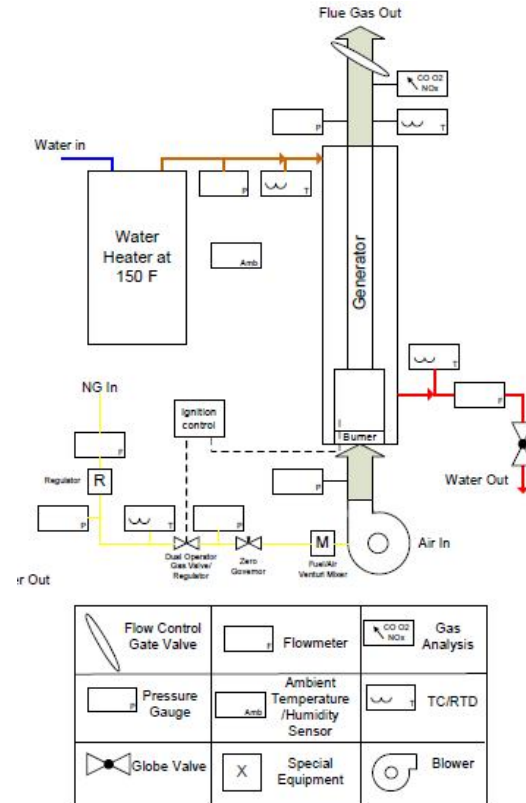 Flue Gas Out
CO O2
NOx
P
T
Water in
P
T
Water
Heater at
150 F
Amb
Generator
T
NG In
F
Ignition
control
F
Burner
Regulator
R
P
Water Out
P
T
P
M
Air In
Dual Operator
Gas Valve/
Regulator
Zero
Governor
Fuel/Air
Venturi Mixer
er Out
Flow Control
Gate Valve
F
Flowmeter
CO O2
NOx
Gas
Analysis
P
Pressure
Gauge
Amb
Ambient
Temperature
/Humidity
Sensor
T
TC/RTD
Globe Valve
X
Special
Equipment
Blower